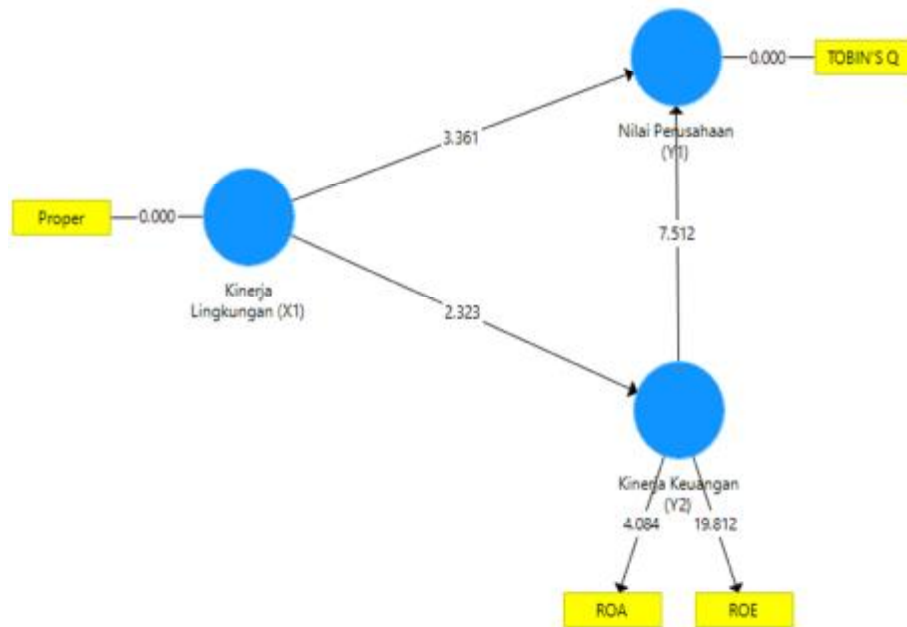 0.000
TOBIN'S Q
Nilai Perusahaan
(Y1)
3.361
Proper
0.000
7.512
Kinerja
Lingkungan (X1)
2.323
Kinerja Keuangan
(Y2)
4.084
19.812
ROA
ROE